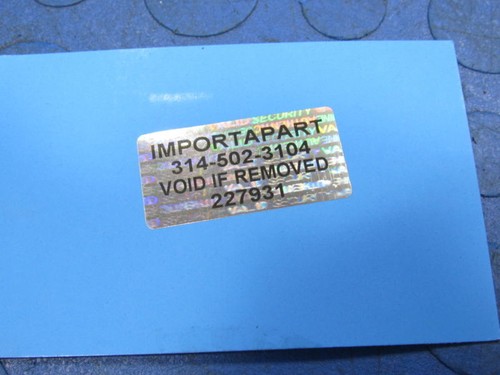 IMPORTAPART
314-502-3104
VOID IF REMOVED
227931